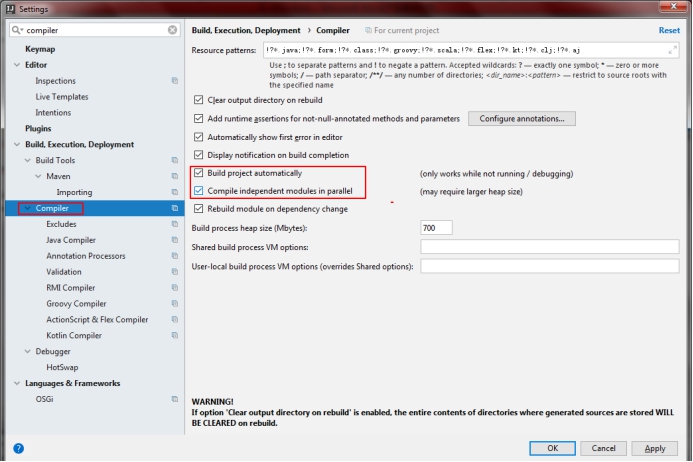 Settings
compiler
Keymap
Editor
Inspections
Live Templates
Intentions
Plugins
Build, Execution, Deployment
Build Tools
Maven
Importing
Compiler
Excludes
Java Compiler
Annotation Processors
Validation
RMI Compiler
Groovy Compiler
ActionScript & Flex Compiler
Kotlin Compiler
Debugger
HotSwap
Languages & Frameworks
OSGi
Build, Execution, Deployment › Compiler For current project Reset
Resource patterns: !?*.java;!?*.form;!?*.class;!?*.groovy;!?*.scala;!?*.flex;!?*.kt;!?*.clj;!?*.aj
Use ; to separate patterns and ! to negate a pattern. Accepted wildcards: ? — exactly one symbol; * — zero or more
symbols; / — path separator; /**/ — any number of directories; <dir_name>:<pattern> — restrict to source roots with
the specified name
Clear output directory on rebuild
Add runtime assertions for not-null-annotated methods and parameters Configure annotations...
Automatically show first error in editor
Display notification on build completion
Build project automatically (only works while not running / debugging)
Compile independent modules in parallel (may require larger heap size)
Rebuild module on dependency change
Build process heap size (Mbytes): 700
Shared build process VM options:
User-local build process VM options (overrides Shared options):
WARNING!
If option 'Clear output directory on rebuild' is enabled, the entire contents of directories where generated sources are stored WILL
BE CLEARED on rebuild.
? OK Cancel Apply